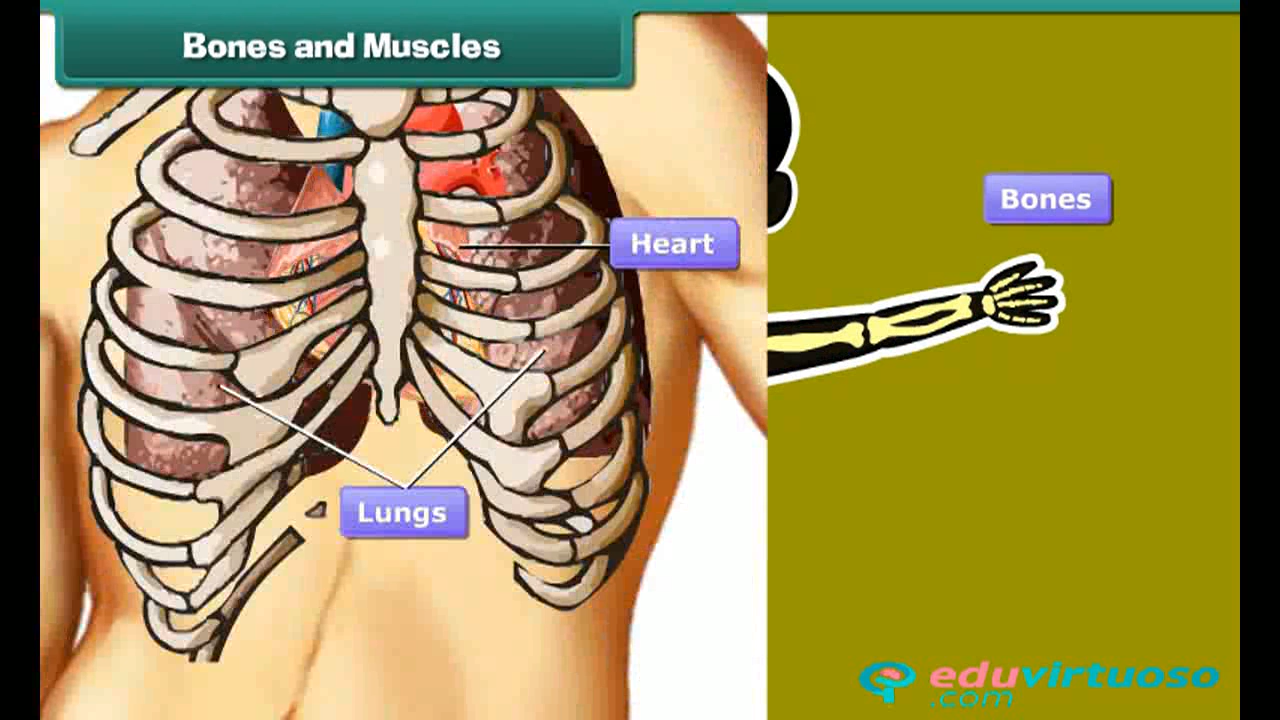 Bones and Muscles
Bones
Heart
Lungs
eduvirtuoso
.com